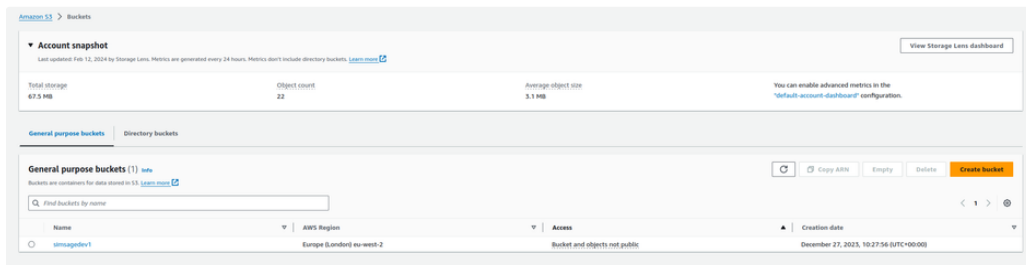 Amazon S3 > Buckets
Account snapshot
View Storage Lens dashboard
Last updated: Feb 12, 2024 by Storage Lens. Metrics are generated every 24 hours. Metrics don't include directory buckets. Learn more
Total storage
67.5 MB
Object count
22
Average object size
3.1 MB
You can enable advanced metrics in the
"default-account-dashboard" configuration.
General purpose buckets
Directory buckets
General purpose buckets (1) Info
Copy ARN
Empty
Delete
Create bucket
Buckets are containers for data stored in S3. Learn more
Find buckets by name
< 1 >
Name
AWS Region
Access
Creation date
simsagedev1
Europe (London) eu-west-2
Bucket and objects not public
December 27, 2023, 10:27:56 (UTC+00:00)